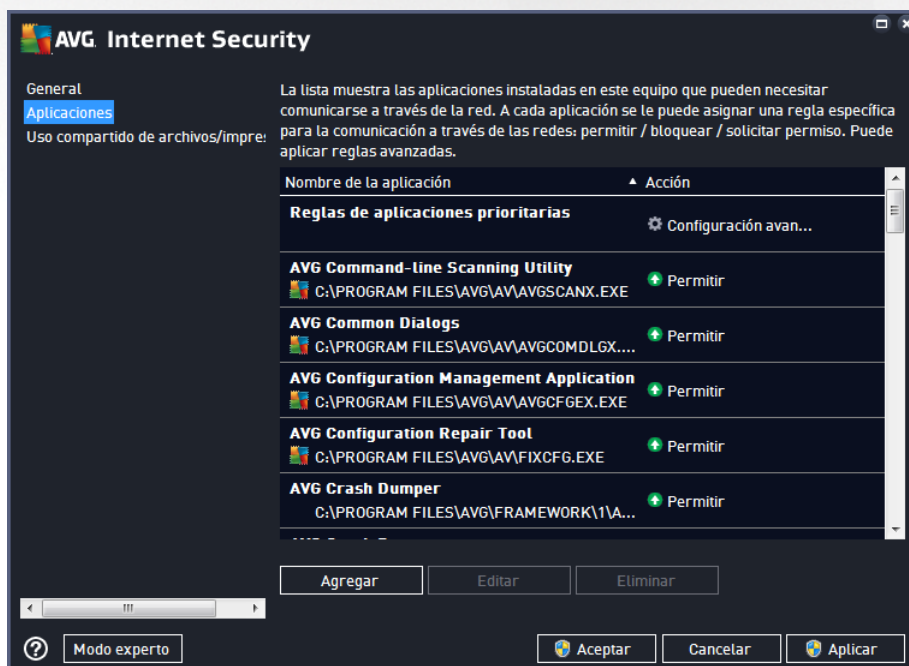 AVG Internet Security
General
Aplicaciones
Uso compartido de archivos/impre:
La lista muestra las aplicaciones instaladas en este equipo que pueden necesitar
comunicarse a través de la red. A cada aplicación se le puede asignar una regla específica
para la comunicación a través de las redes: permitir / bloquear / solicitar permiso. Puede
aplicar reglas avanzadas.
Nombre de la aplicación Acción
Reglas de aplicaciones prioritarias
Configuración avan...
AVG Command-line Scanning Utility
C:\PROGRAM FILES\AVG\AV\AVGSCANX.EXE
Permitir
AVG Common Dialogs
C:\PROGRAM FILES\AVG\AV\AVGCOMDLGX....
Permitir
AVG Configuration Management Application
C:\PROGRAM FILES\AVG\AV\AVGCFGEX.EXE
Permitir
AVG Configuration Repair Tool
C:\PROGRAM FILES\AVG\AV\FIXCFG.EXE
Permitir
AVG Crash Dumper
C:\PROGRAM FILES\AVG\FRAMEWORK\1\A...
Permitir
Agregar Editar Eliminar
Modo experto Aceptar Cancelar Aplicar